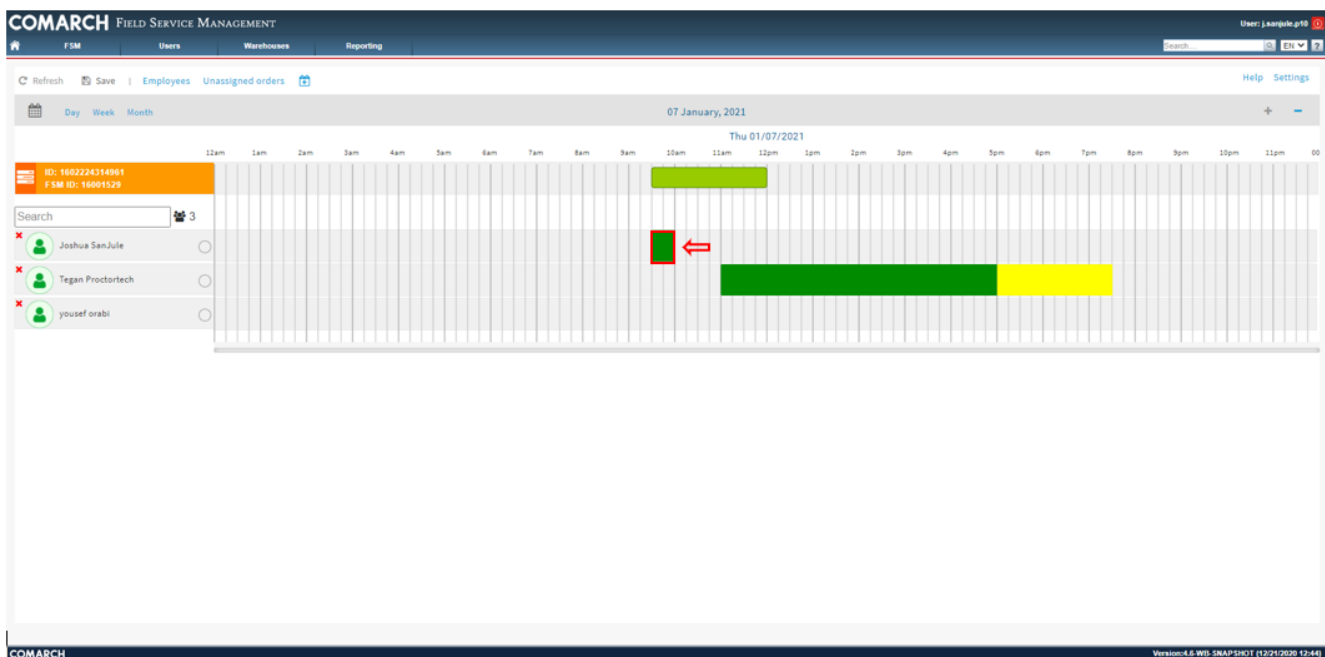 COMARCH FIELD SERVICE MANAGEMENT
User: j.sanjule.p10
FSM Users Warehouses Reporting
Search... EN ?
Refresh Save | Employees Unassigned orders
Help Settings
Day Week Month
07 January, 2021
+ −
Thu 01/07/2021
12am 1am 2am 3am 4am 5am 6am 7am 8am 9am 10am 11am 12pm 1pm 2pm 3pm 4pm 5pm 6pm 7pm 8pm 9pm 10pm 11pm 00
ID: 1602224314961
FSM ID: 16001529
Search 3
Joshua SanJule
Tegan Proctortech
yousef orabi
COMARCH
Version:4.6-WB-SNAPSHOT (12/21/2020 12:44)